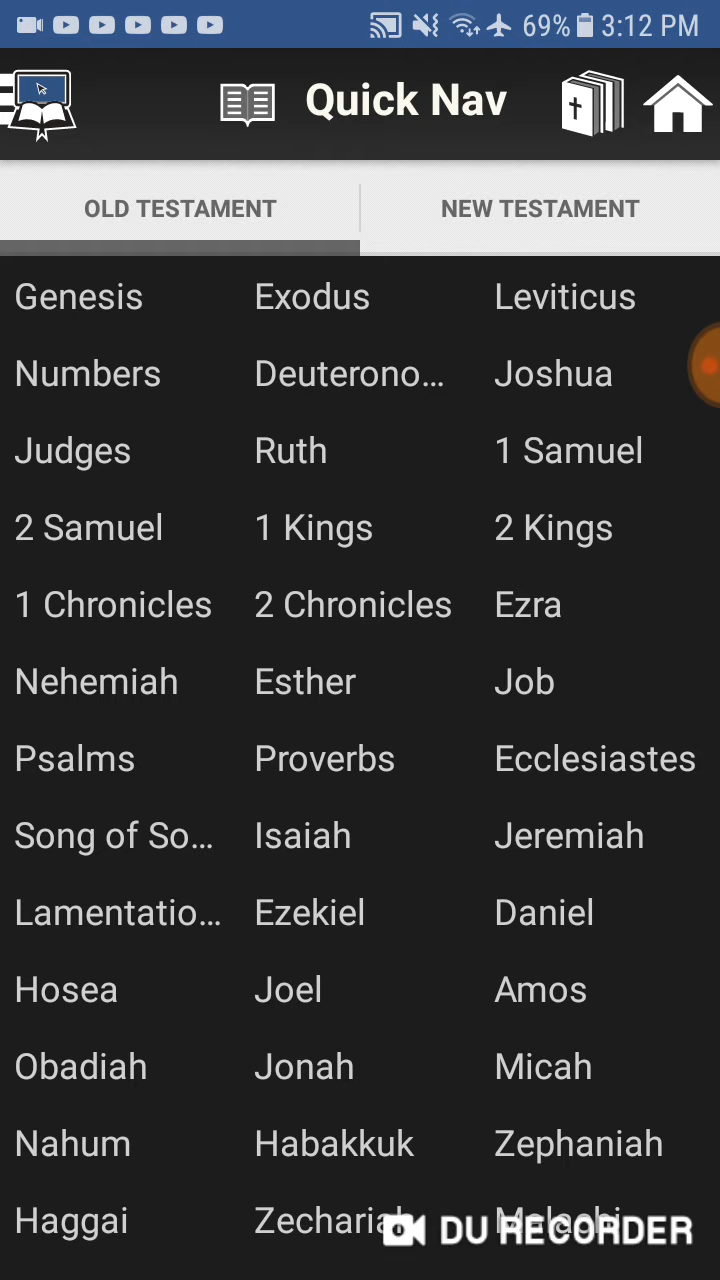 69% 3:12 PM
Quick Nav
OLD TESTAMENT NEW TESTAMENT
Genesis Exodus Leviticus
Numbers Deuterono... Joshua
Judges Ruth 1 Samuel
2 Samuel 1 Kings 2 Kings
1 Chronicles 2 Chronicles Ezra
Nehemiah Esther Job
Psalms Proverbs Ecclesiastes
Song of So... Isaiah Jeremiah
Lamentatio... Ezekiel Daniel
Hosea Joel Amos
Obadiah Jonah Micah
Nahum Habakkuk Zephaniah
Haggai Zechariah Malachi
DU RECORDER